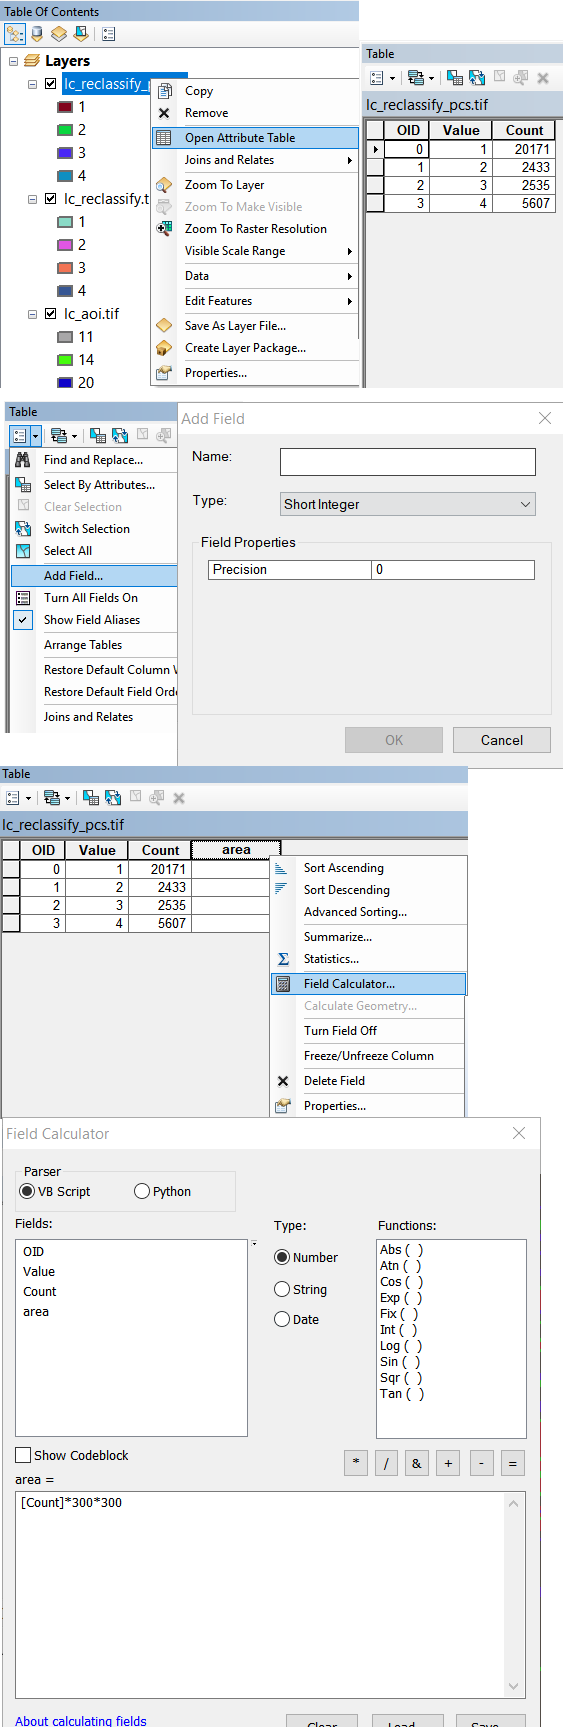 Table Of Contents
Layers
lc_reclassify_p
1
2
3
4
lc_reclassify.t
1
2
3
4
lc_aoi.tif
11
14
20
Copy
Remove
Open Attribute Table
Joins and Relates
Zoom To Layer
Zoom To Make Visible
Zoom To Raster Resolution
Visible Scale Range
Data
Edit Features
Save As Layer File...
Create Layer Package...
Properties...
Table
lc_reclassify_pcs.tif
OID Value Count
0 1 20171
1 2 2433
2 3 2535
3 4 5607
Table
Find and Replace...
Select By Attributes...
Clear Selection
Switch Selection
Select All
Add Field...
Turn All Fields On
Show Field Aliases
Arrange Tables
Restore Default Column W
Restore Default Field Orde
Joins and Relates
Add Field
Name:
Type: Short Integer
Field Properties
Precision 0
OK Cancel
Table
lc_reclassify_pcs.tif
OID Value Count area
0 1 20171
1 2 2433
2 3 2535
3 4 5607
Sort Ascending
Sort Descending
Advanced Sorting...
Summarize...
Statistics...
Field Calculator...
Calculate Geometry...
Turn Field Off
Freeze/Unfreeze Column
Delete Field
Properties...
Field Calculator
Parser
VB Script Python
Fields:
OID
Value
Count
area
Type:
Number
String
Date
Functions:
Abs ( )
Atn ( )
Cos ( )
Exp ( )
Fix ( )
Int ( )
Log ( )
Sin ( )
Sqr ( )
Tan ( )
Show Codeblock
* / & + - =
area =
[Count]*300*300
About calculating fields
Clear Load... Save...